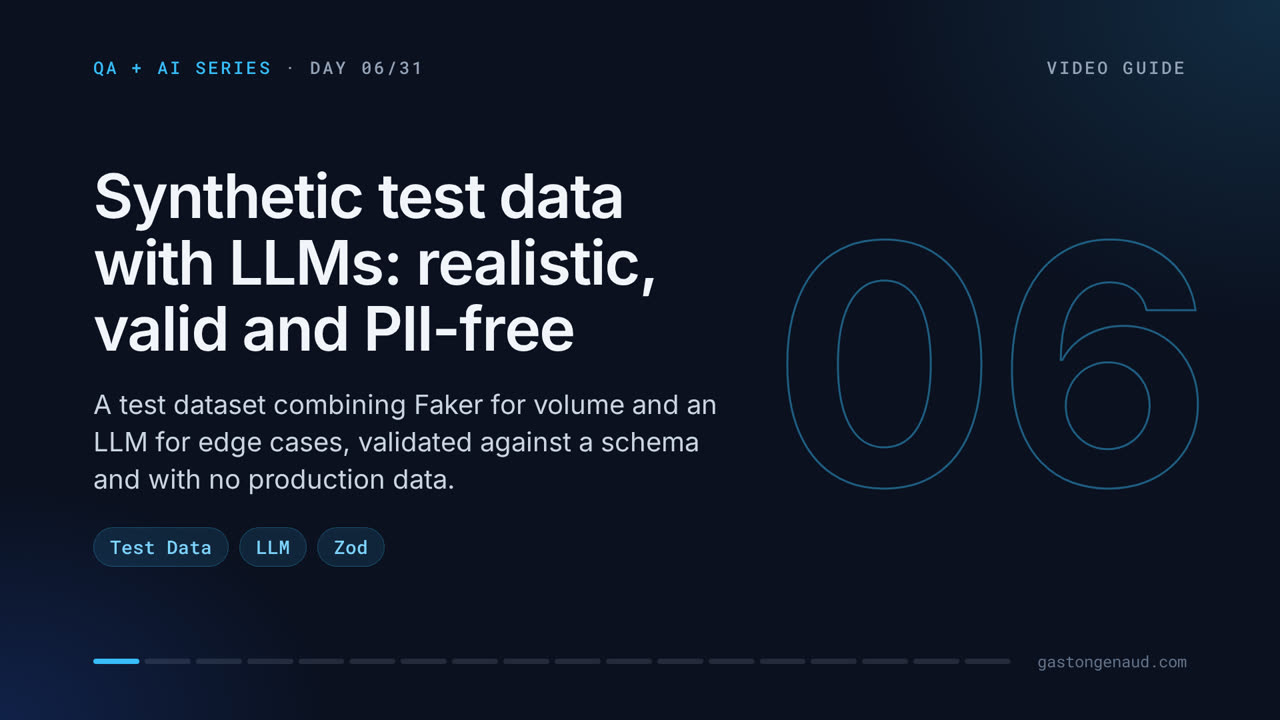 QA + AI SERIES · DAY 06/31
VIDEO GUIDE
Synthetic test data
with LLMs: realistic,
valid and PII-free
06
A test dataset combining Faker for volume and an
LLM for edge cases, validated against a schema
and with no production data.
Test Data
LLM
Zod
gastongenaud.com